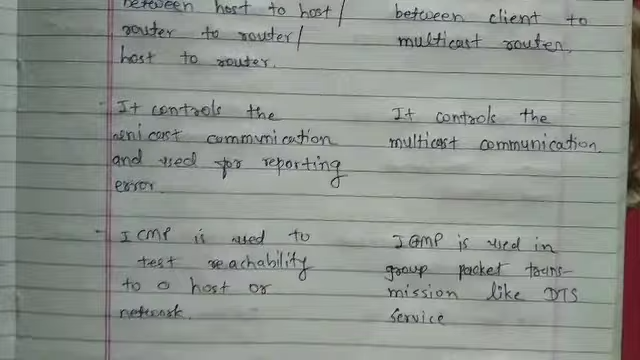 between host to host/
router to router/
host to router.
between client to
multicast router.
- It controls the
unicast communication
and used for reporting
error.
It controls the
multicast communication.
- ICMP is used to
test reachability
to a host or
network.
IGMP is used in
group packet trans-
mission like DTS
service